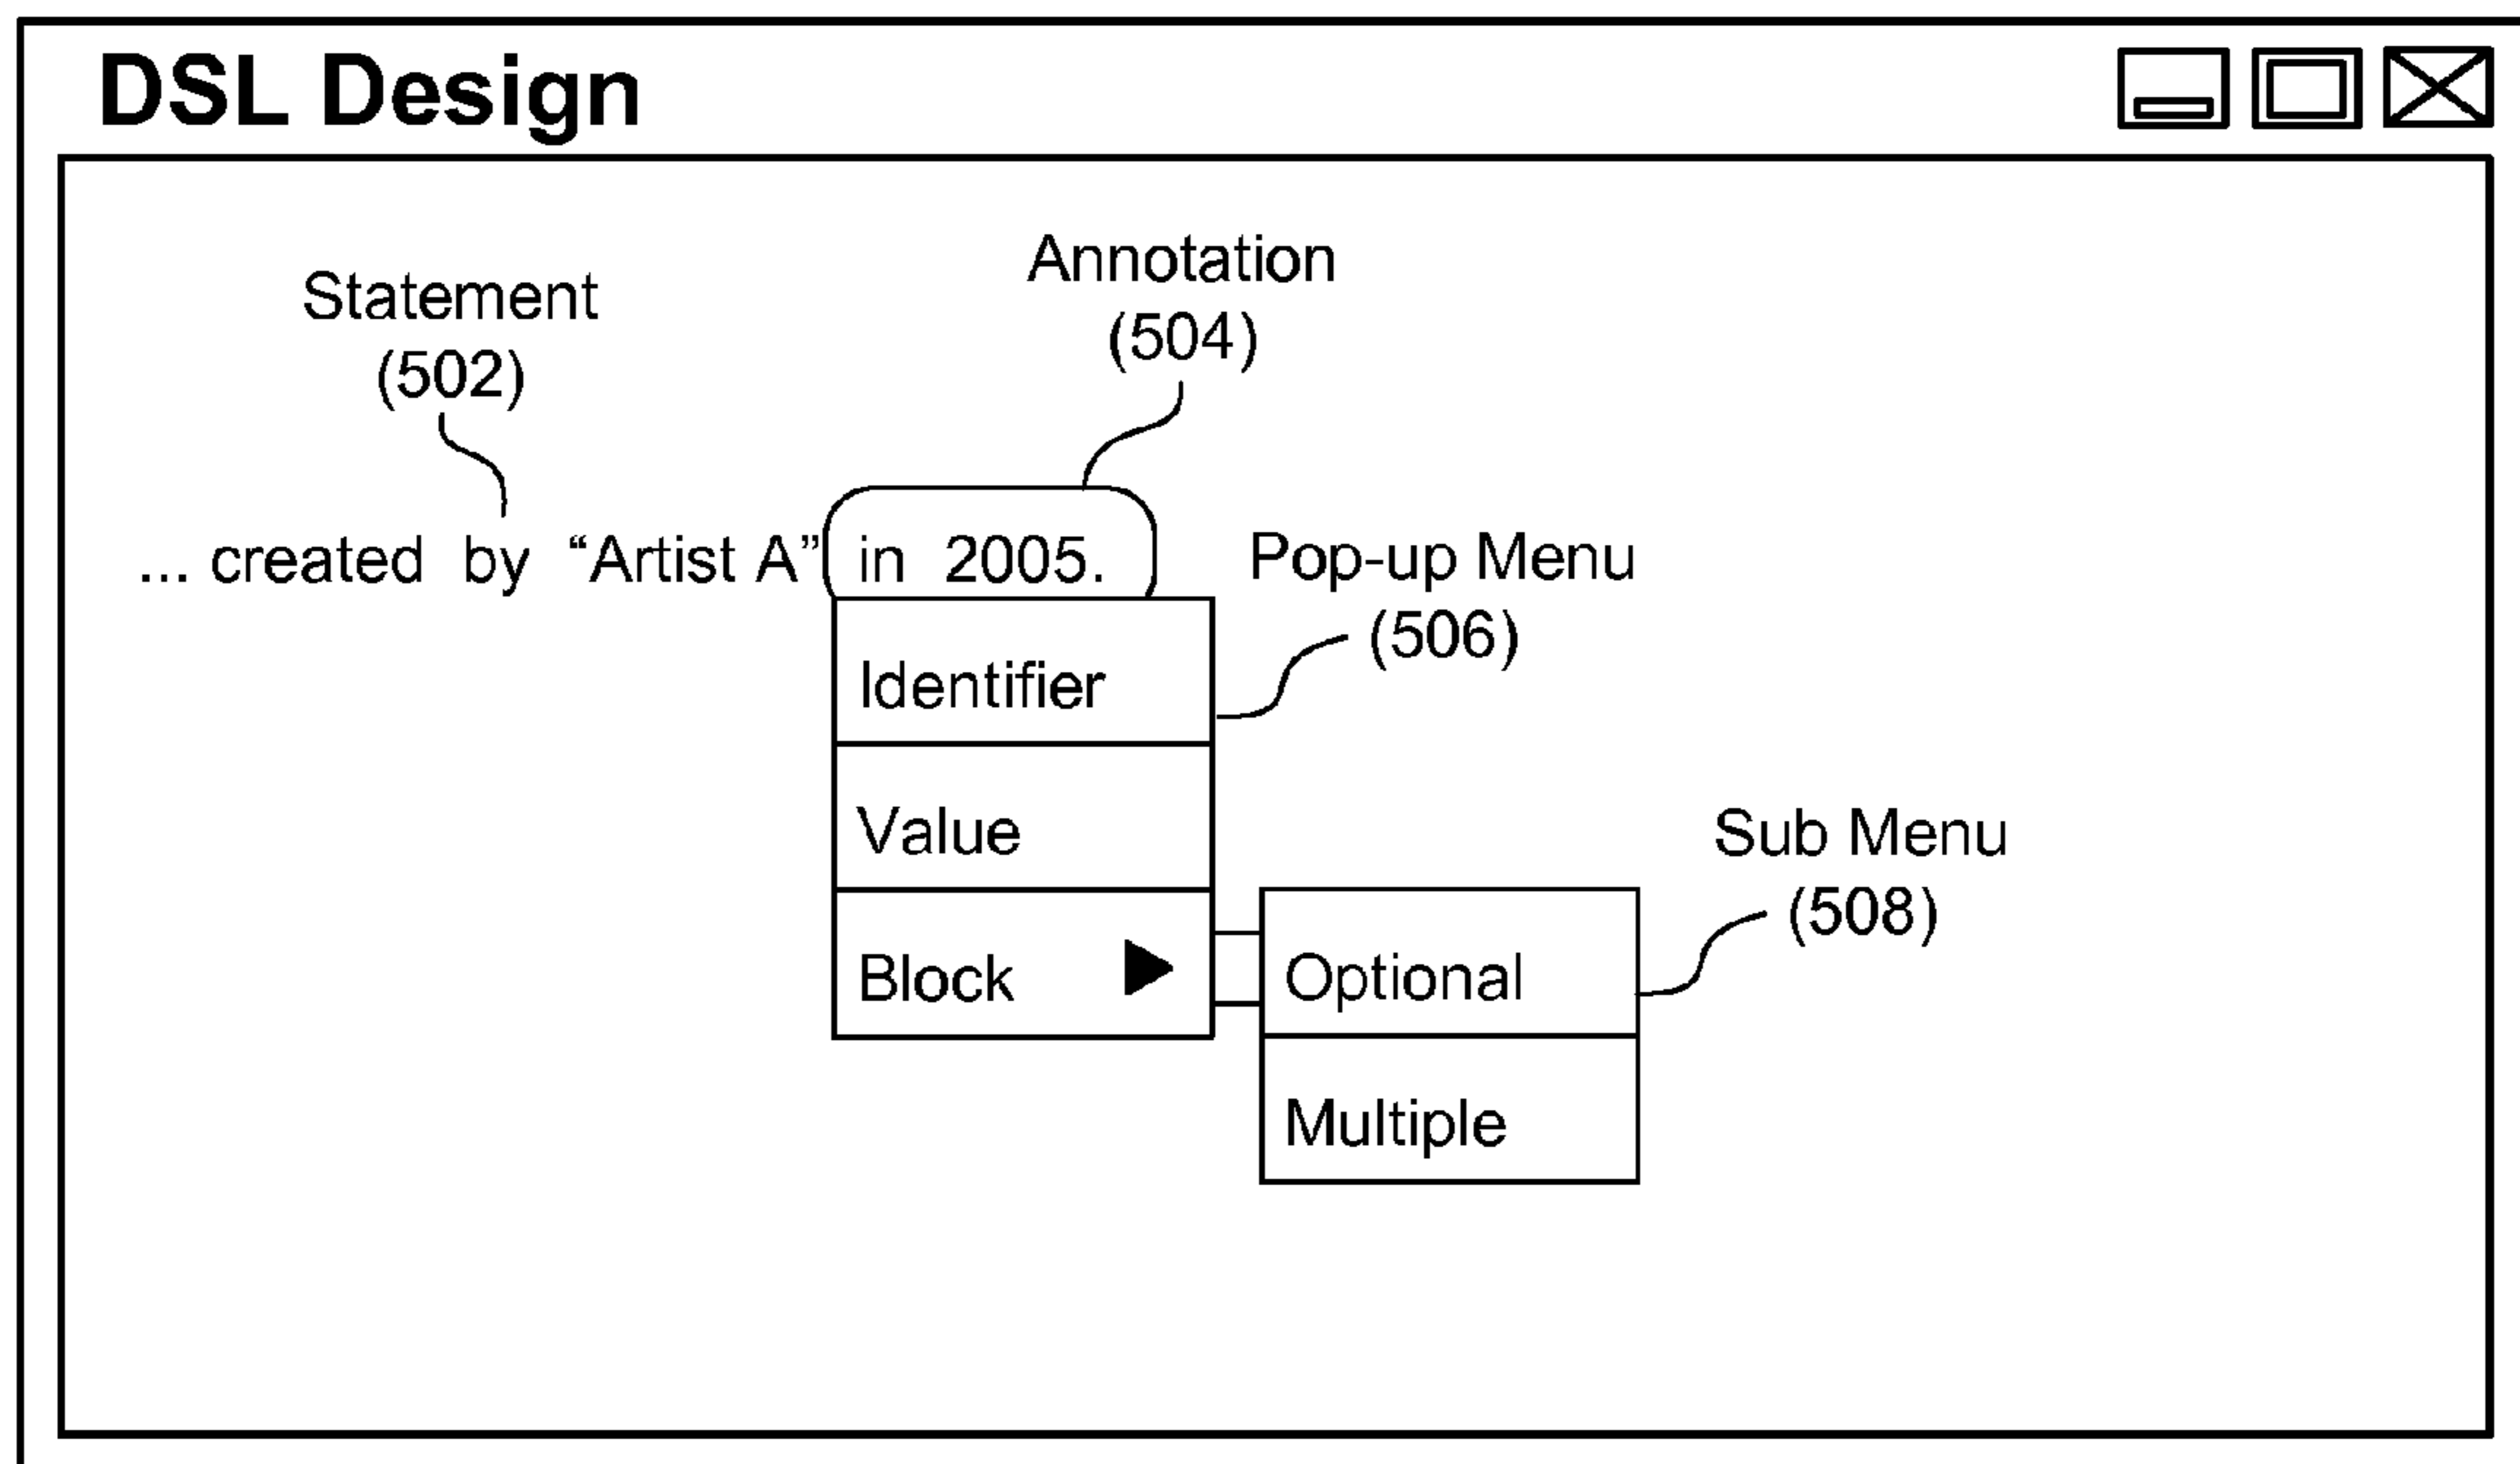 DSL Design
Statement
(502)
Annotation
(504)
... created by “Artist A” in 2005.
Pop-up Menu
(506)
Identifier
Value
Block
Sub Menu
(508)
Optional
Multiple